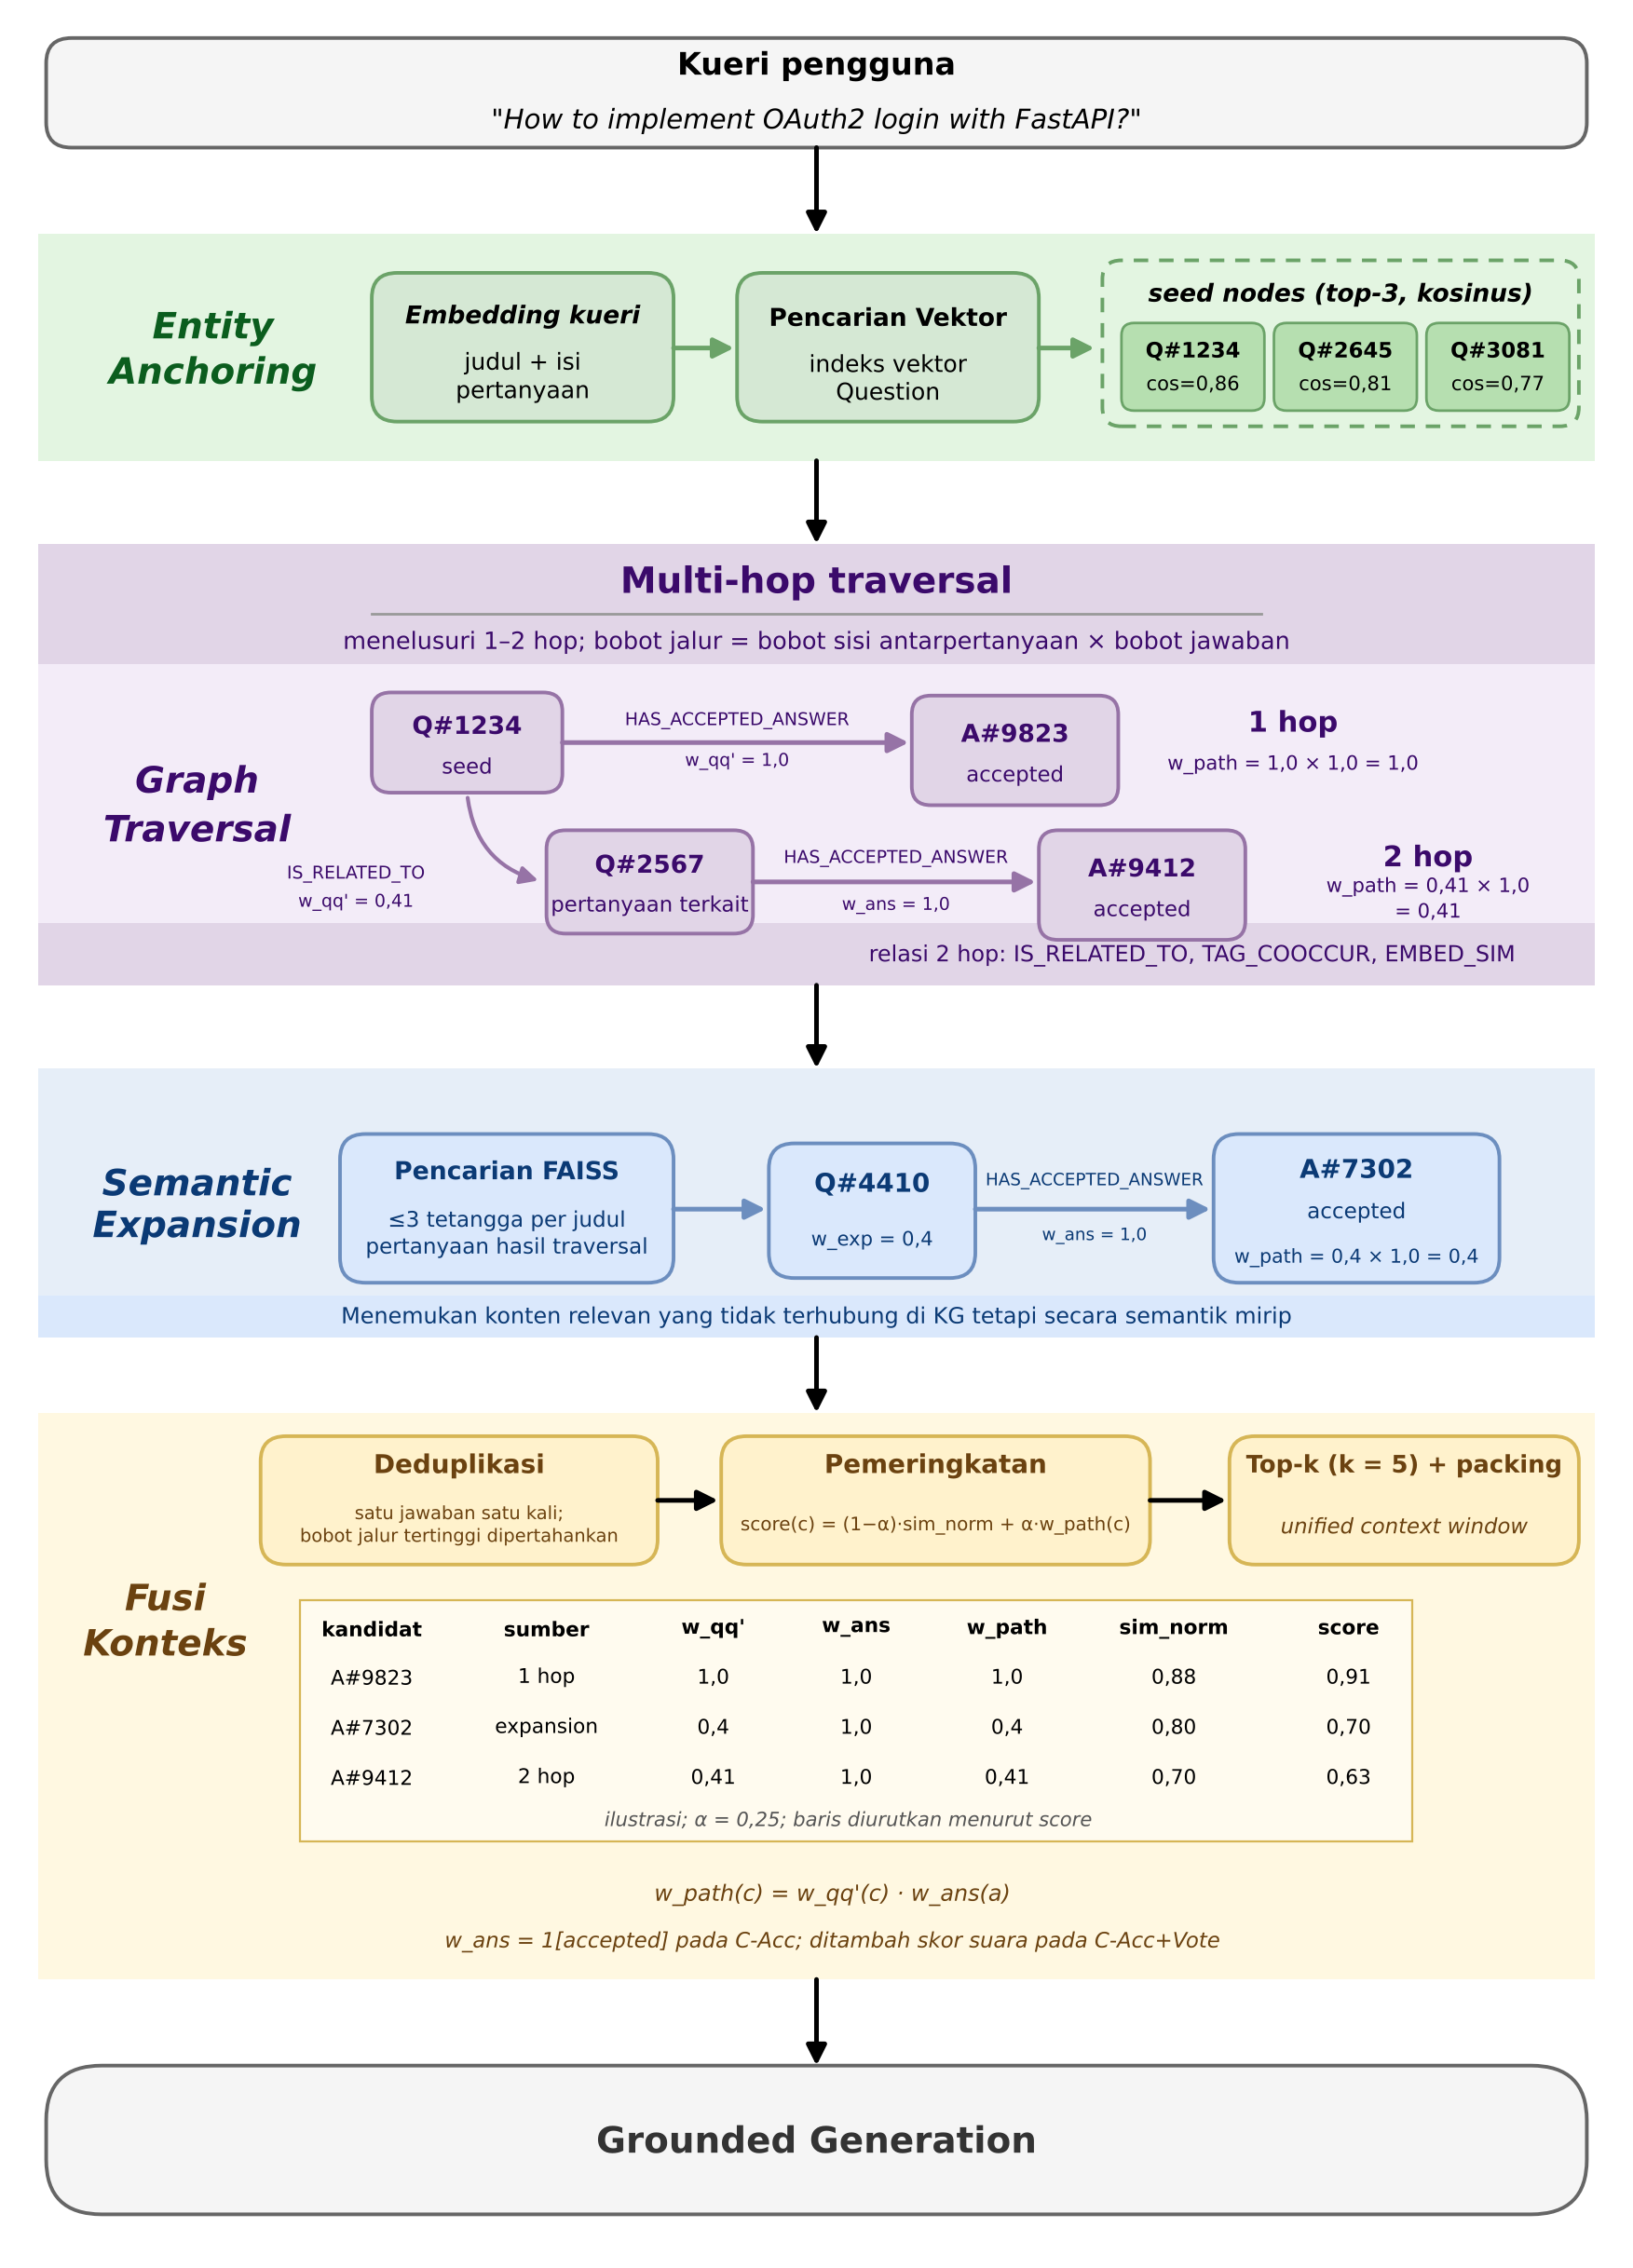 Kueri pengguna
"How to implement OAuth2 login with FastAPI?"
Entity
Anchoring
Embedding kueri
judul + isi
pertanyaan
Pencarian Vektor
indeks vektor
Question
seed nodes (top-3, kosinus)
Q#1234
cos=0,86
Q#2645
cos=0,81
Q#3081
cos=0,77
Multi-hop traversal
menelusuri 1–2 hop; bobot jalur = bobot sisi antarpertanyaan × bobot jawaban
Graph
Traversal
Q#1234
seed
HAS_ACCEPTED_ANSWER
w_qq' = 1,0
A#9823
accepted
1 hop
w_path = 1,0 × 1,0 = 1,0
IS_RELATED_TO
w_qq' = 0,41
Q#2567
pertanyaan terkait
HAS_ACCEPTED_ANSWER
w_ans = 1,0
A#9412
accepted
2 hop
w_path = 0,41 × 1,0
= 0,41
relasi 2 hop: IS_RELATED_TO, TAG_COOCCUR, EMBED_SIM
Semantic
Expansion
Pencarian FAISS
≤3 tetangga per judul
pertanyaan hasil traversal
Q#4410
w_exp = 0,4
HAS_ACCEPTED_ANSWER
w_ans = 1,0
A#7302
accepted
w_path = 0,4 × 1,0 = 0,4
Menemukan konten relevan yang tidak terhubung di KG tetapi secara semantik mirip
Fusi
Konteks
Deduplikasi
satu jawaban satu kali;
bobot jalur tertinggi dipertahankan
Pemeringkatan
score(c) = (1−α)·sim_norm + α·w_path(c)
Top-k (k = 5) + packing
unified context window
kandidat sumber w_qq' w_ans w_path sim_norm score
A#9823 1 hop 1,0 1,0 1,0 0,88 0,91
A#7302 expansion 0,4 1,0 0,4 0,80 0,70
A#9412 2 hop 0,41 1,0 0,41 0,70 0,63
ilustrasi; α = 0,25; baris diurutkan menurut score
w_path(c) = w_qq'(c) · w_ans(a)
w_ans = 1[accepted] pada C-Acc; ditambah skor suara pada C-Acc+Vote
Grounded Generation